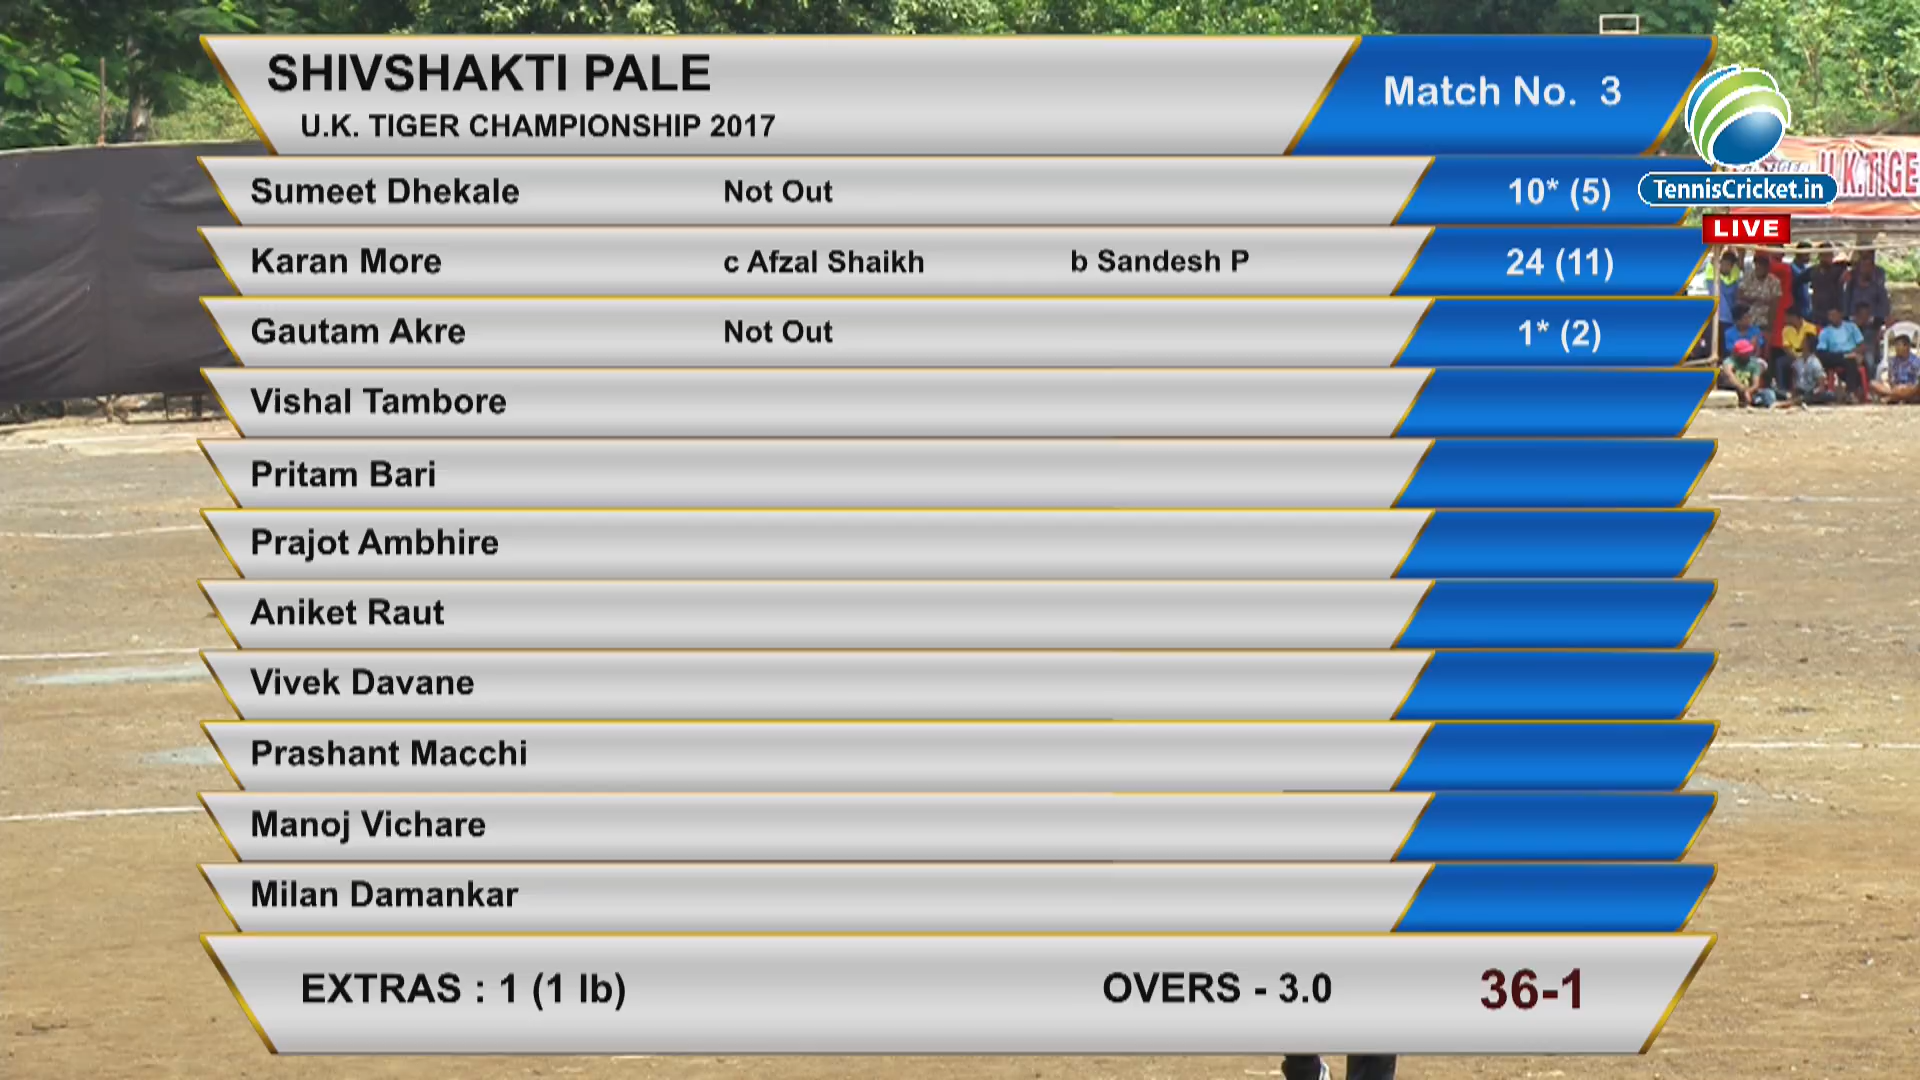 SHIVSHAKTI PALE
U.K. TIGER CHAMPIONSHIP 2017
Match No. 3
TennisCricket.in
LIVE
U.K.TIGE
Sumeet Dhekale Not Out 10* (5)
Karan More c Afzal Shaikh b Sandesh P 24 (11)
Gautam Akre Not Out 1* (2)
Vishal Tambore
Pritam Bari
Prajot Ambhire
Aniket Raut
Vivek Davane
Prashant Macchi
Manoj Vichare
Milan Damankar
EXTRAS : 1 (1 lb) OVERS - 3.0 36-1